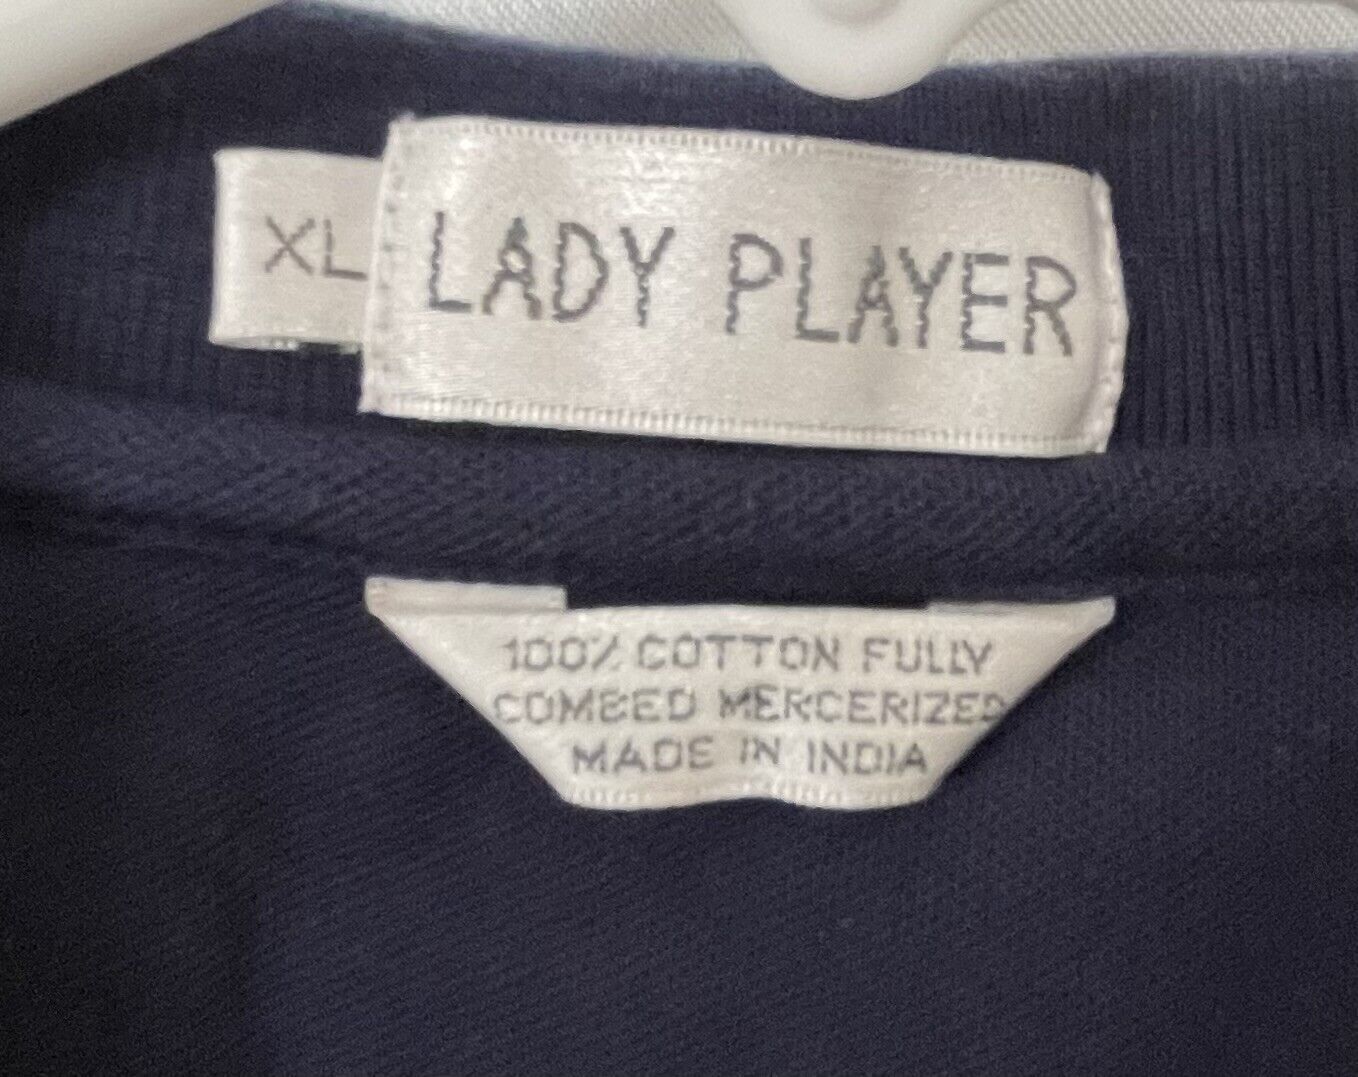 XL
LADY PLAYER
100% COTTON FULLY
COMBED MERCERIZED
MADE IN INDIA